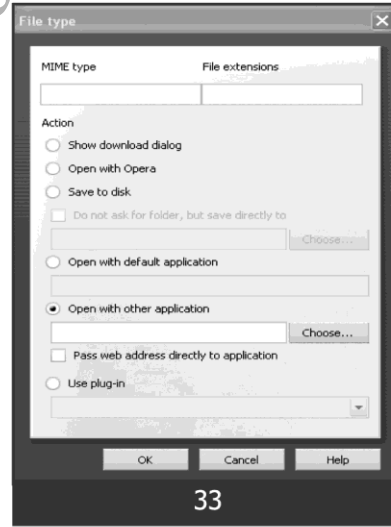 File type
MIME type File extensions
Action
Show download dialog
Open with Opera
Save to disk
Do not ask for folder, but save directly to
Choose...
Open with default application
Open with other application
Choose...
Pass web address directly to application
Use plug-in
OK Cancel Help
33